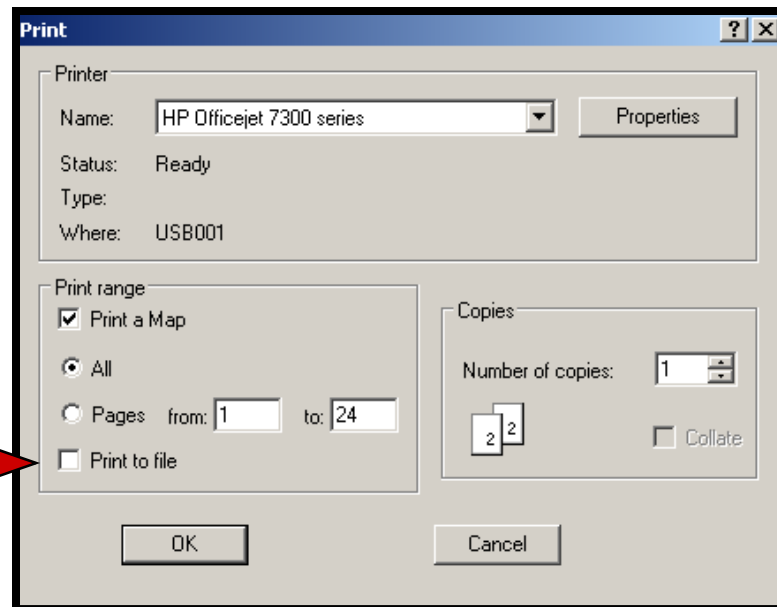 Print
Printer
Name: HP Officejet 7300 series Properties
Status: Ready
Type:
Where: USB001
Print range
Print a Map
All
Pages from: 1 to: 24
Print to file
Copies
Number of copies: 1
2 2
Collate
OK Cancel